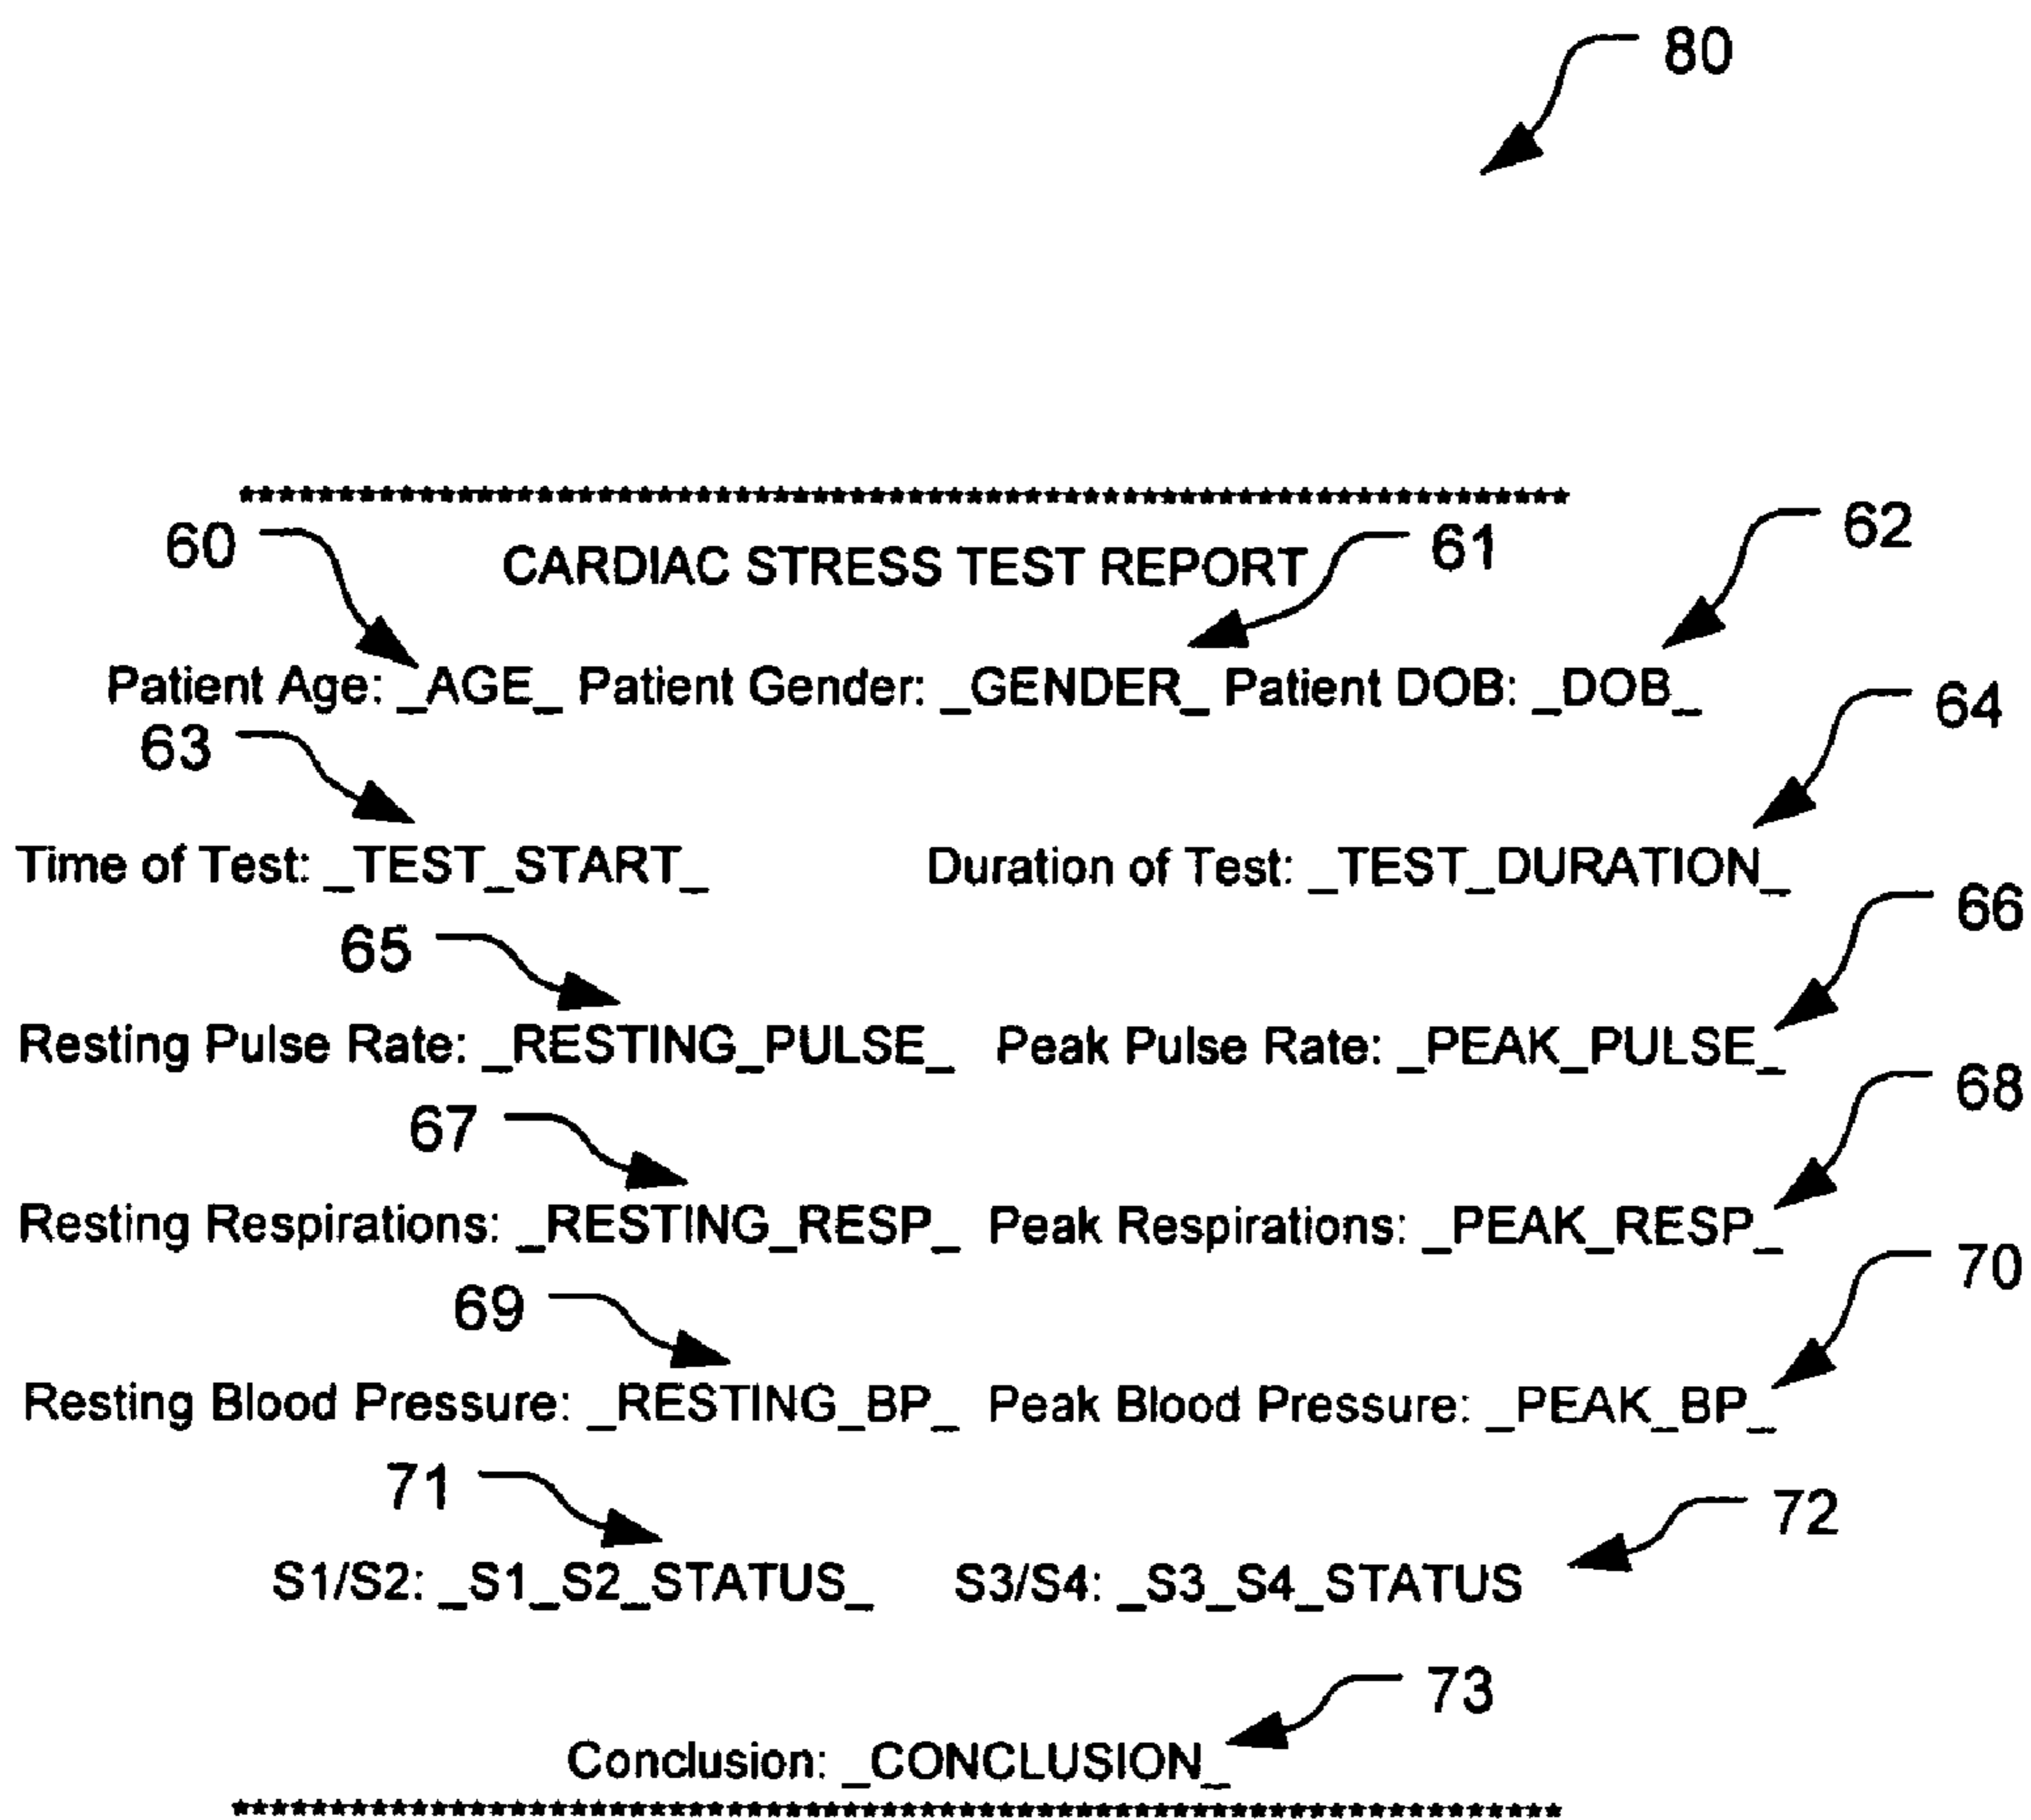 80
***********************************************************************
60 CARDIAC STRESS TEST REPORT 61 62
Patient Age: _AGE_ Patient Gender: _GENDER_ Patient DOB: _DOB_
63 64
Time of Test: _TEST_START_ Duration of Test: _TEST_DURATION_
65 66
Resting Pulse Rate: _RESTING_PULSE_ Peak Pulse Rate: _PEAK_PULSE_
67 68
Resting Respirations: _RESTING_RESP_ Peak Respirations: _PEAK_RESP_
69 70
Resting Blood Pressure: _RESTING_BP_ Peak Blood Pressure: _PEAK_BP_
71 72
S1/S2: _S1_S2_STATUS_ S3/S4: _S3_S4_STATUS
73
Conclusion: _CONCLUSION_
***********************************************************************